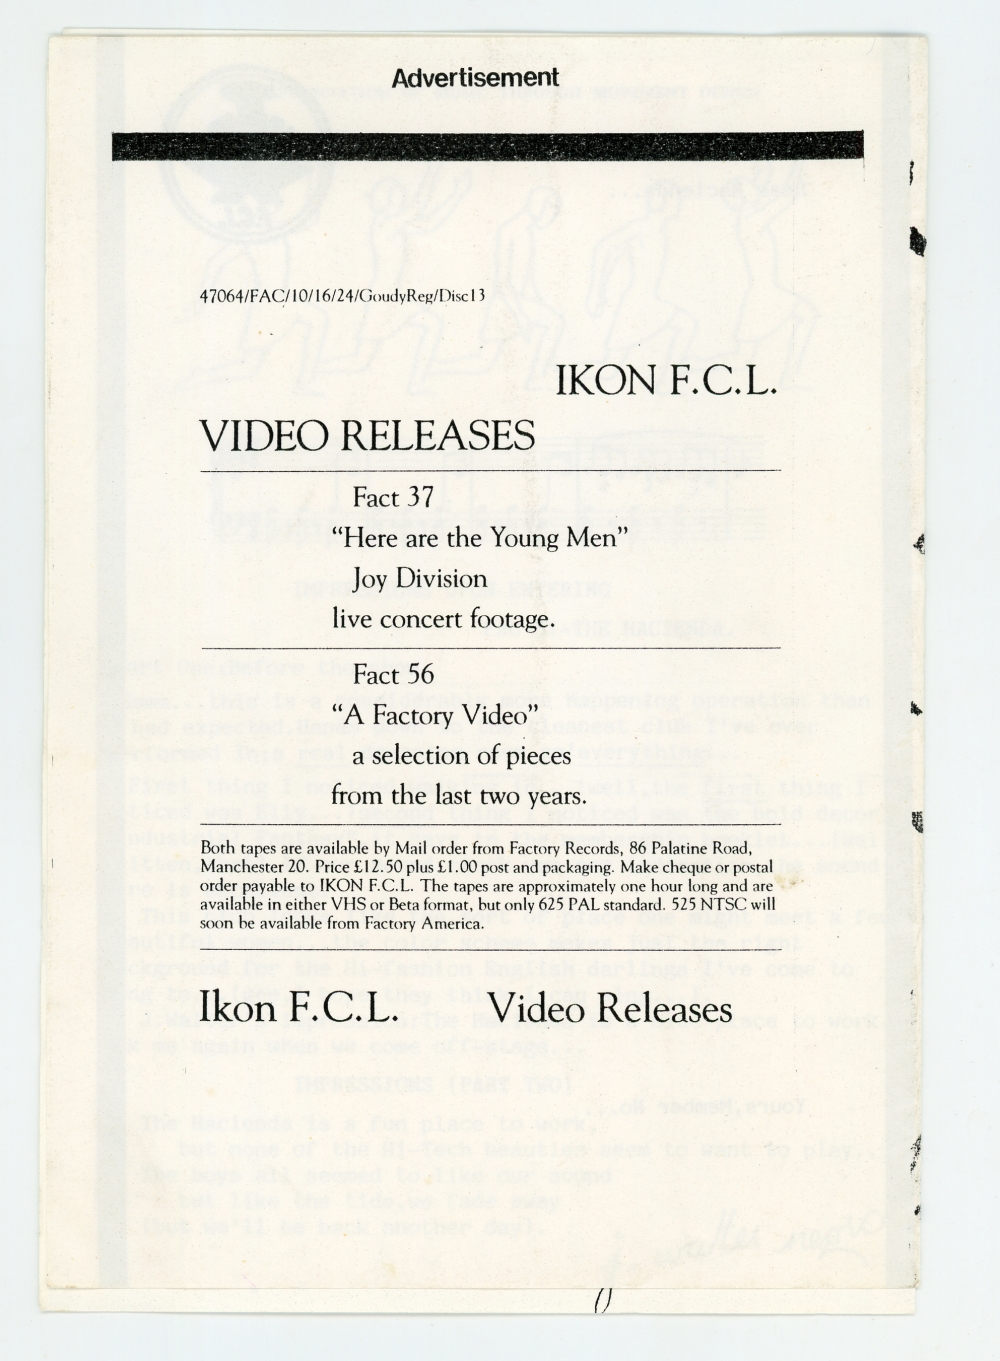 Advertisement
47064/FAC/10/16/24/GoudyReg/Disc13
IKON F.C.L.
VIDEO RELEASES
Fact 37
“Here are the Young Men”
Joy Division
live concert footage.
Fact 56
“A Factory Video”
a selection of pieces
from the last two years.
Both tapes are available by Mail order from Factory Records, 86 Palatine Road,
Manchester 20. Price £12.50 plus £1.00 post and packaging. Make cheque or postal
order payable to IKON F.C.L. The tapes are approximately one hour long and are
available in either VHS or Beta format, but only 625 PAL standard. 525 NTSC will
soon be available from Factory America.
Ikon F.C.L. Video Releases